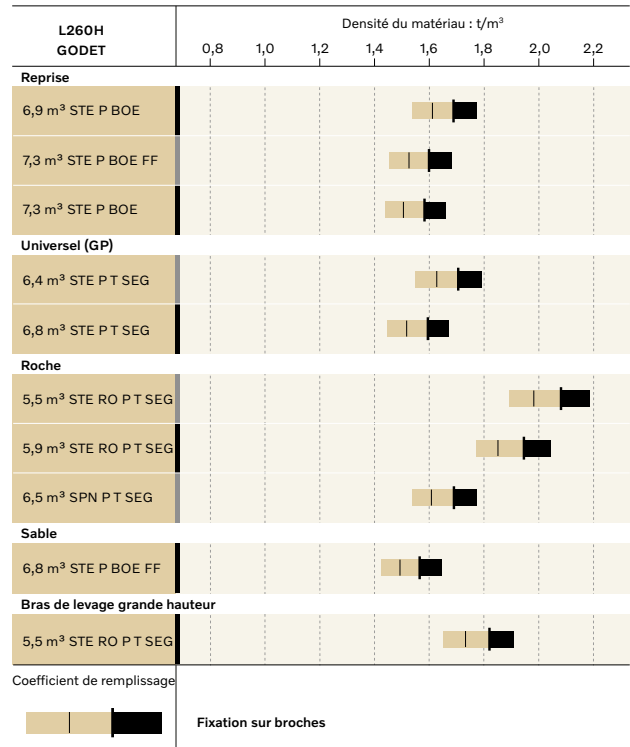 L260H
GODET
Densité du matériau : t/m³
0,8 1,0 1,2 1,4 1,6 1,8 2,0 2,2
Reprise
6,9 m³ STE P BOE
7,3 m³ STE P BOE FF
7,3 m³ STE P BOE
Universel (GP)
6,4 m³ STE P T SEG
6,8 m³ STE P T SEG
Roche
5,5 m³ STE RO P T SEG
5,9 m³ STE RO P T SEG
6,5 m³ SPN P T SEG
Sable
6,8 m³ STE P BOE FF
Bras de levage grande hauteur
5,5 m³ STE RO P T SEG
Coefficient de remplissage
Fixation sur broches